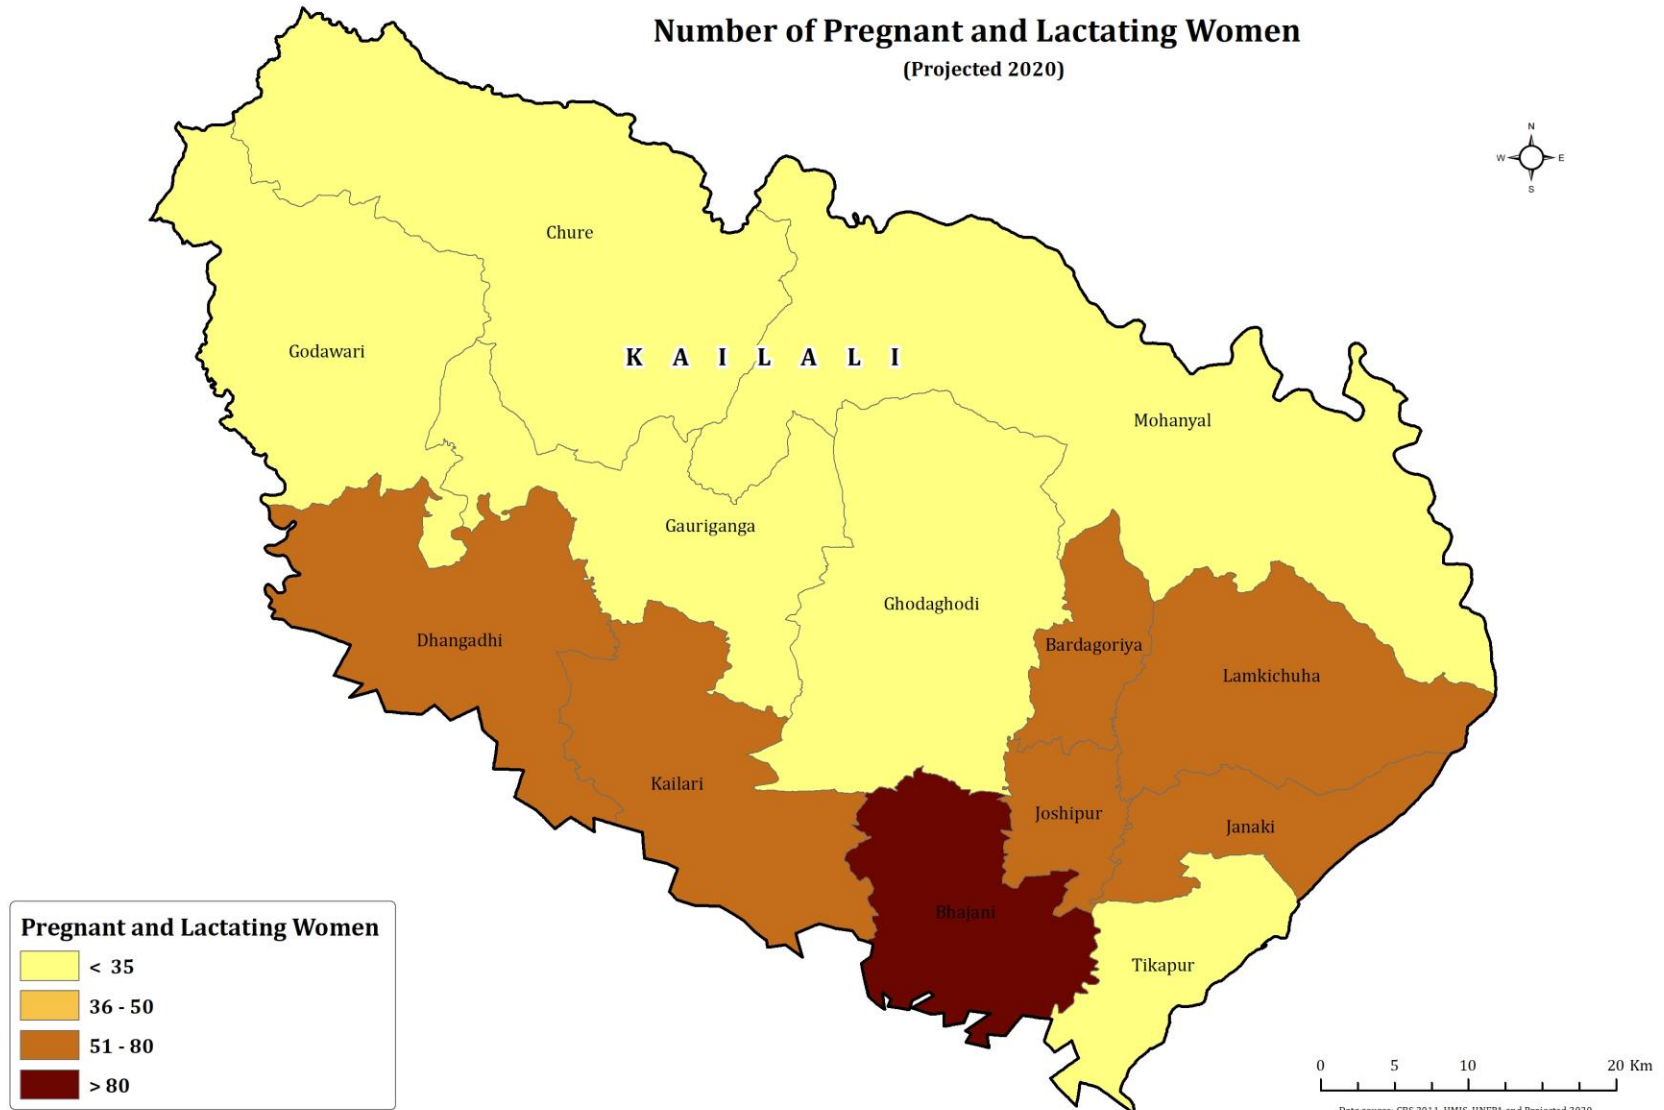 Number of Pregnant and Lactating Women
(Projected 2020)
N
W E
S
Chure
Godawari
K A I L A L I
Mohanyal
Gauriganga
Ghodaghodi
Dhangadhi
Bardagoriya
Lamkichuha
Kailari
Joshipur
Janaki
Bhajani
Tikapur
Pregnant and Lactating Women
< 35
36 - 50
51 - 80
> 80
0 5 10 20 Km